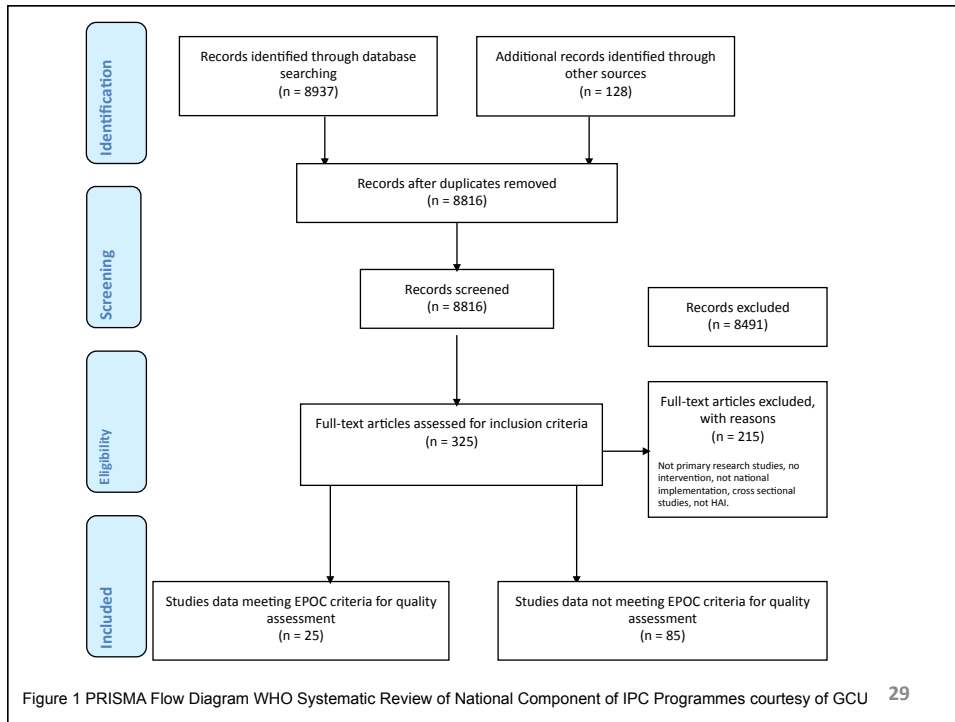 Identification
Records identified through database
searching
(n = 8937)
Additional records identified through
other sources
(n = 128)
Records after duplicates removed
(n = 8816)
Screening
Records screened
(n = 8816)
Records excluded
(n = 8491)
Eligibility
Full-text articles assessed for inclusion criteria
(n = 325)
Full-text articles excluded,
with reasons
(n = 215)
Not primary research studies, no
intervention, not national
implementation, cross sectional
studies, not HAI.
Included
Studies data meeting EPOC criteria for quality
assessment
(n = 25)
Studies data not meeting EPOC criteria for quality
assessment
(n = 85)
Figure 1 PRISMA Flow Diagram WHO Systematic Review of National Component of IPC Programmes courtesy of GCU
29